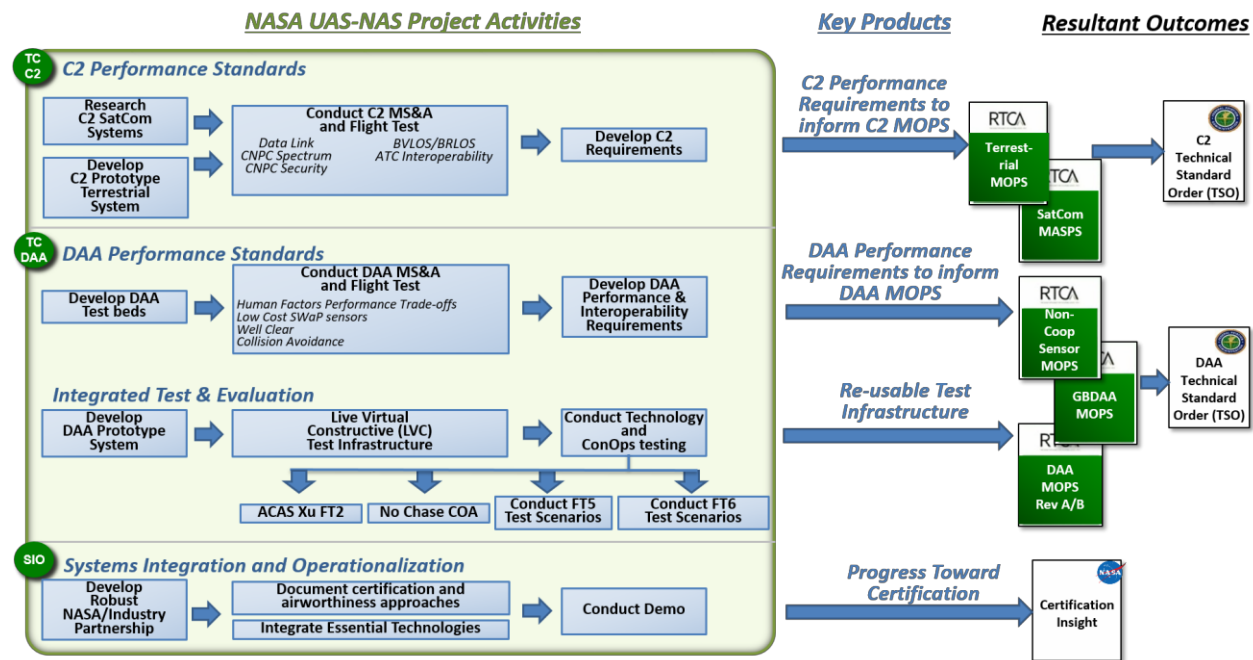 NASA UAS-NAS Project Activities
Key Products
Resultant Outcomes
TC
C2
C2 Performance Standards
Research
C2 SatCom
Systems
Develop
C2 Prototype
Terrestrial
System
Conduct C2 MS&A
and Flight Test
Data Link
CNPC Spectrum
CNPC Security
BVLOS/BRLOS
ATC Interoperability
Develop C2
Requirements
C2 Performance
Requirements to
inform C2 MOPS
RTCA
Terrest-
rial
MOPS
RTCA
SatCom
MASPS
C2
Technical
Standard
Order (TSO)
TC
DAA
DAA Performance Standards
Develop DAA
Test beds
Conduct DAA MS&A
and Flight Test
Human Factors Performance Trade-offs
Low Cost SWaP sensors
Well Clear
Collision Avoidance
Develop DAA
Performance &
Interoperability
Requirements
DAA Performance
Requirements to inform
DAA MOPS
RTCA
Non-
Coop
Sensor
MOPS
RTCA
GBDAA
MOPS
DAA
Technical
Standard
Order (TSO)
Integrated Test & Evaluation
Develop
DAA Prototype
System
Live Virtual
Constructive (LVC)
Test Infrastructure
Conduct Technology
and
ConOps testing
ACAS Xu FT2
No Chase COA
Conduct FT5
Test Scenarios
Conduct FT6
Test Scenarios
Re-usable Test
Infrastructure
RTCA
DAA
MOPS
Rev A/B
SIO
Systems Integration and Operationalization
Develop
Robust
NASA/Industry
Partnership
Document certification and
airworthiness approaches
Integrate Essential Technologies
Conduct Demo
Progress Toward
Certification
NASA
Certification
Insight